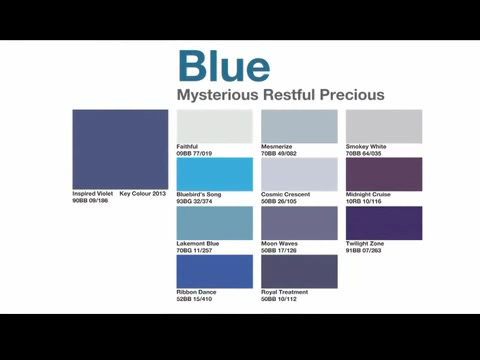 Blue
Mysterious Restful Precious
Inspired Violet Key Colour 2013
90BB 09/186
Faithful
09BB 77/019
Mesmerize
70BB 49/082
Smokey White
70BB 64/035
Bluebird's Song
93BG 32/374
Cosmic Crescent
50BB 26/105
Midnight Cruise
10RB 10/116
Lakemont Blue
70BG 11/257
Moon Waves
50BB 17/126
Twilight Zone
91BB 07/263
Ribbon Dance
52BB 15/410
Royal Treatment
50BB 10/112